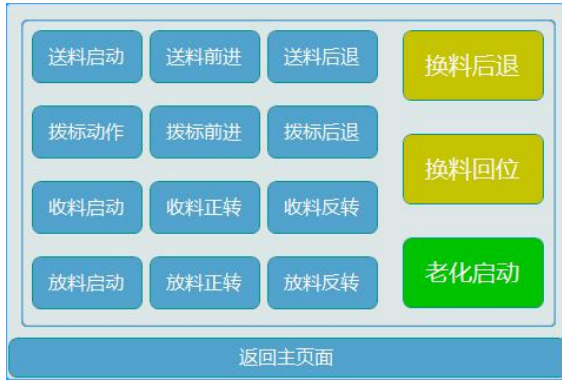 送料启动 送料前进 送料后退 换料后退
拨标动作 拨标前进 拨标后退 换料回位
收料启动 收料正转 收料反转
放料启动 放料正转 放料反转 老化启动
返回主页面